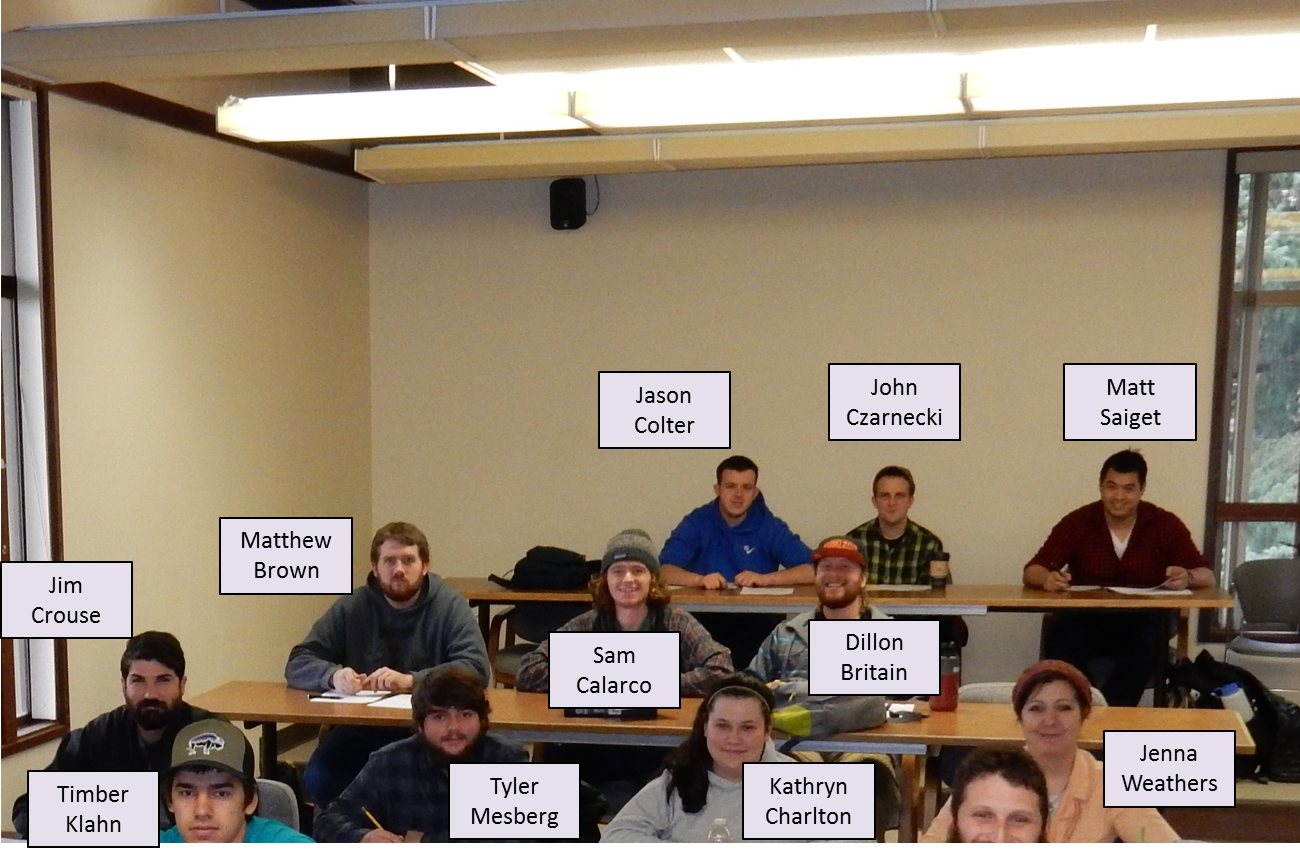 Jason
Colter
John
Czarnecki
Matt
Saiget
Matthew
Brown
Jim
Crouse
Sam
Calarco
Dillon
Britain
Jenna
Weathers
Timber
Klahn
Tyler
Mesberg
Kathryn
Charlton